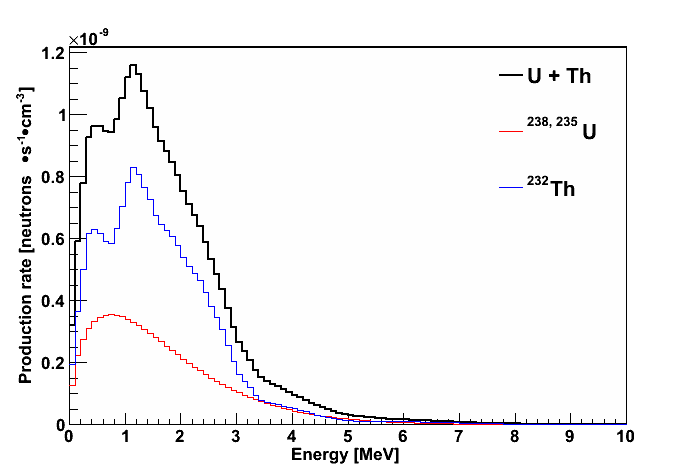 ×10⁻⁹
1.2
1
0.8
0.6
0.4
0.2
0
Production rate [neutrons •s⁻¹•cm⁻³]
U + Th
²³⁸, ²³⁵U
²³²Th
0 1 2 3 4 5 6 7 8 9 10
Energy [MeV]